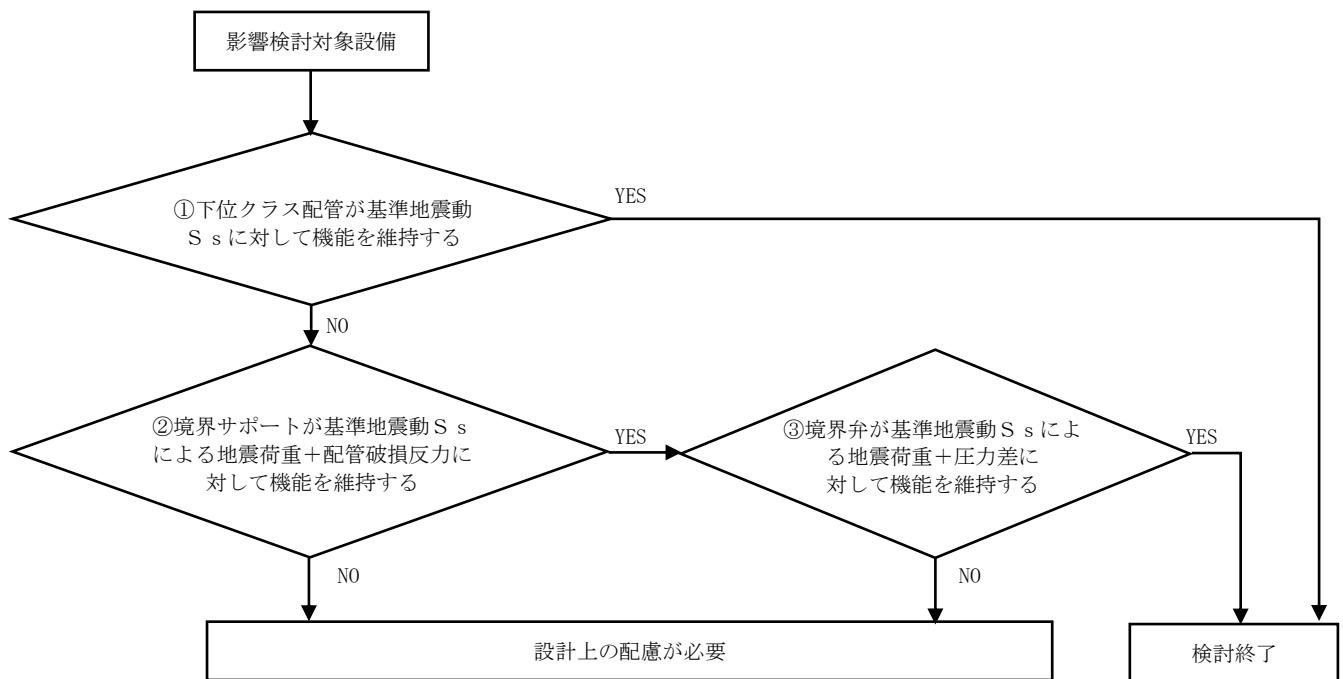 影響検討対象設備
①下位クラス配管が基準地震動
Ｓｓに対して機能を維持する
YES
NO
②境界サポートが基準地震動Ｓｓ
による地震荷重＋配管破損反力に
対して機能を維持する
YES
③境界弁が基準地震動Ｓｓによ
る地震荷重＋圧力差に
対して機能を維持する
YES
NO
NO
設計上の配慮が必要
検討終了